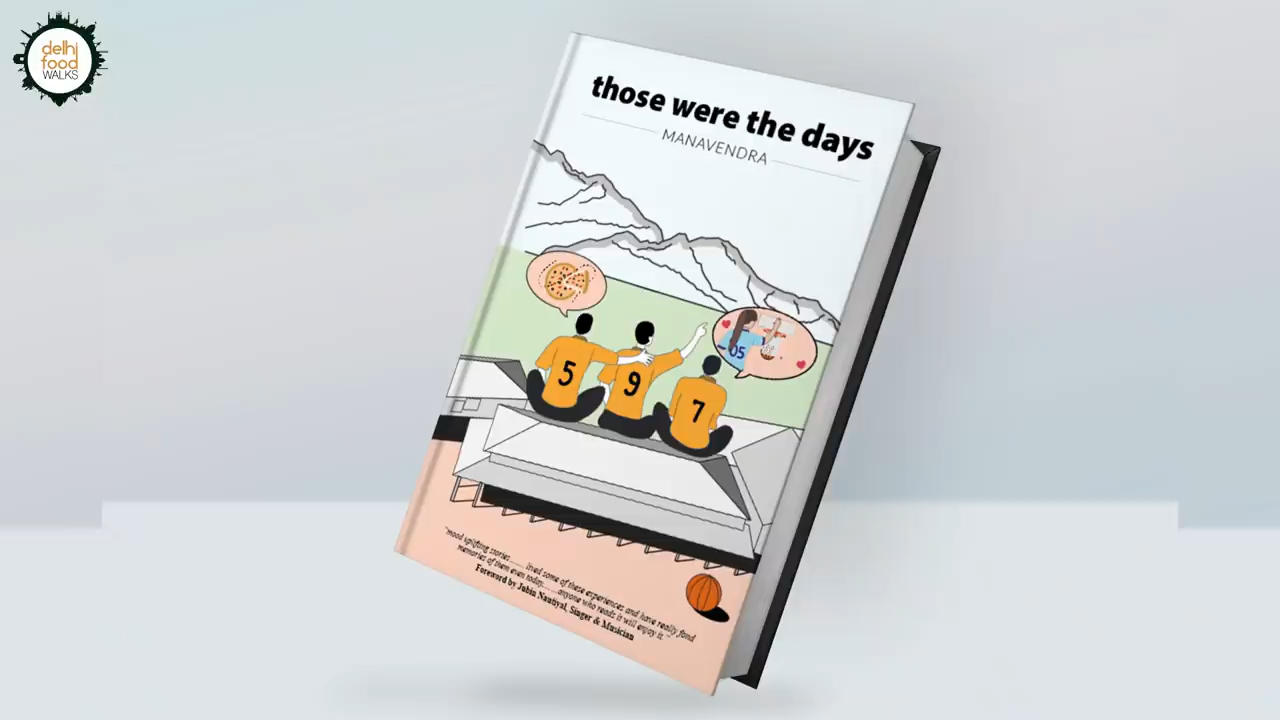 delhi
food
WALKS
those were the days
MANAVENDRA
05
5
9
7
"mood uplifting stories...... lived some of these experiences and have really fond
memories of them even today......anyone who reads it will enjoy it."
Foreword by Jubin Nautiyal, Singer & Musician